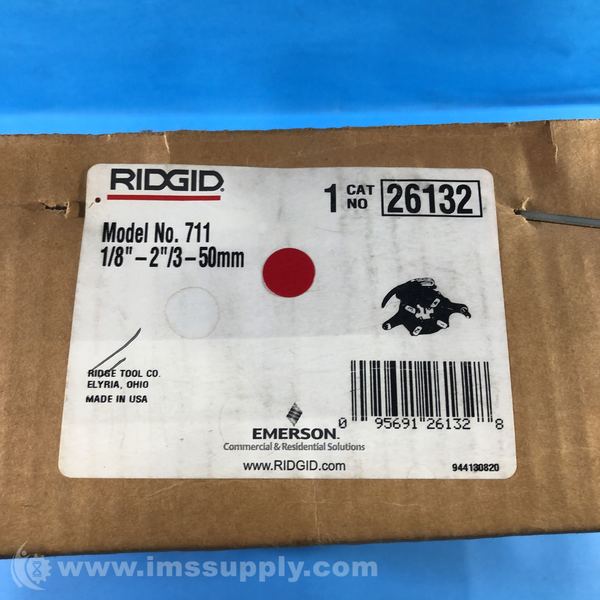 RIDGID.
1 CAT NO 26132
Model No. 711
1/8" – 2"/3 – 50mm
RIDGE TOOL CO.
ELYRIA, OHIO
MADE IN USA
EMERSON.
Commercial & Residential Solutions
www.RIDGID.com
0 95691 26132 8
944130820
www.imssupply.com